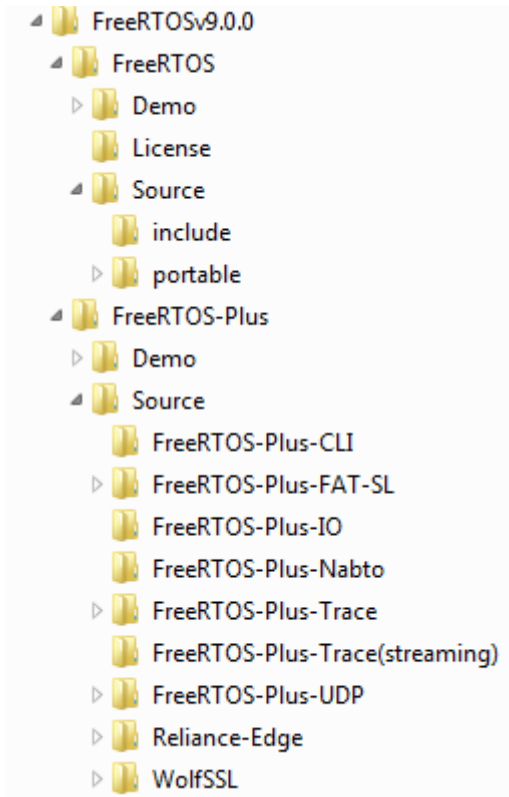 FreeRTOSv9.0.0
FreeRTOS
Demo
License
Source
include
portable
FreeRTOS-Plus
Demo
Source
FreeRTOS-Plus-CLI
FreeRTOS-Plus-FAT-SL
FreeRTOS-Plus-IO
FreeRTOS-Plus-Nabto
FreeRTOS-Plus-Trace
FreeRTOS-Plus-Trace(streaming)
FreeRTOS-Plus-UDP
Reliance-Edge
WolfSSL